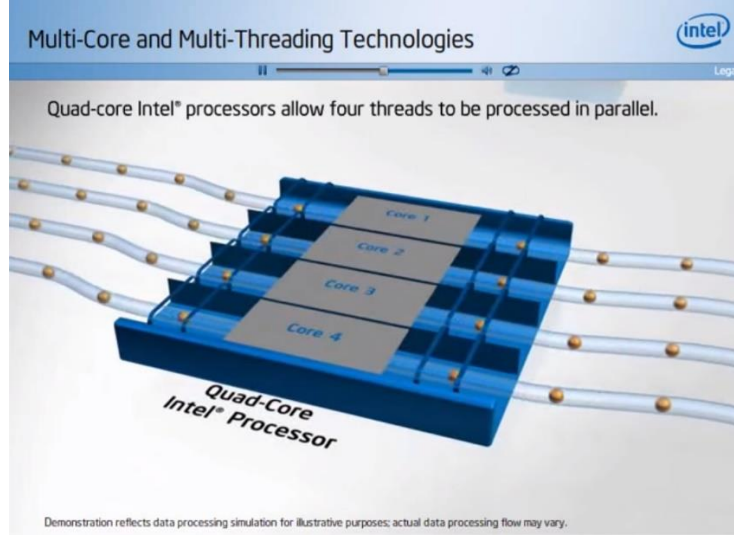 Multi-Core and Multi-Threading Technologies
intel
Quad-core Intel® processors allow four threads to be processed in parallel.
Core 1
Core 2
Core 3
Core 4
Quad-Core
Intel® Processor
Demonstration reflects data processing simulation for illustrative purposes; actual data processing flow may vary.